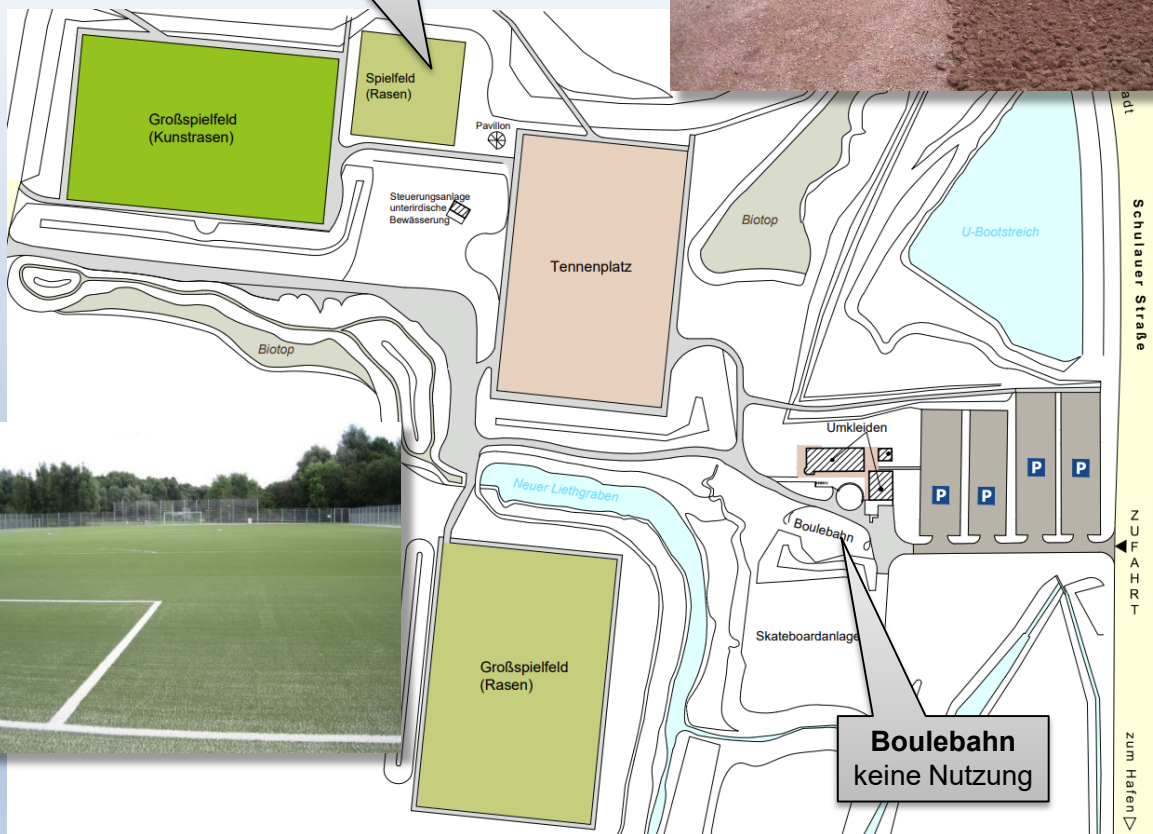 Großspielfeld
(Kunstrasen)
Spielfeld
(Rasen)
Pavillon
Steuerungsanlage
unterirdische
Bewässerung
Tennenplatz
Biotop
U-Bootsteich
Schulauer Straße
Biotop
Umkleiden
P
P
P
P
Neuer Liethgraben
Boulebahn
ZUFAHRT
Skateboardanlage
Großspielfeld
(Rasen)
Boulebahn
keine Nutzung
zum Hafen